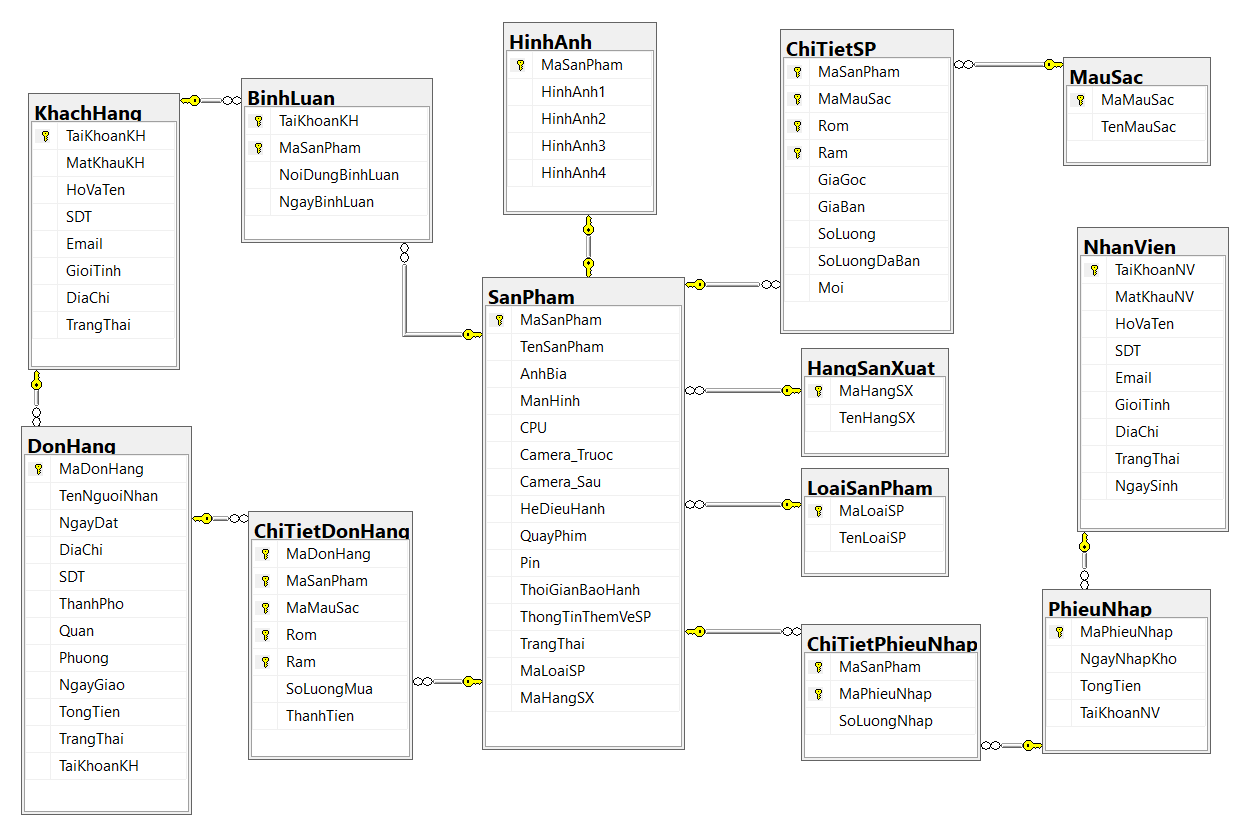 HinhAnh
MaSanPham
HinhAnh1
HinhAnh2
HinhAnh3
HinhAnh4
ChiTietSP
MaSanPham
MaMauSac
Rom
Ram
GiaGoc
GiaBan
SoLuong
SoLuongDaBan
Moi
MauSac
MaMauSac
TenMauSac
KhachHang
TaiKhoanKH
MatKhauKH
HoVaTen
SDT
Email
GioiTinh
DiaChi
TrangThai
BinhLuan
TaiKhoanKH
MaSanPham
NoiDungBinhLuan
NgayBinhLuan
NhanVien
TaiKhoanNV
MatKhauNV
HoVaTen
SDT
Email
GioiTinh
DiaChi
TrangThai
NgaySinh
SanPham
MaSanPham
TenSanPham
AnhBia
ManHinh
CPU
Camera_Truoc
Camera_Sau
HeDieuHanh
QuayPhim
Pin
ThoiGianBaoHanh
ThongTinThemVeSP
TrangThai
MaLoaiSP
MaHangSX
HangSanXuat
MaHangSX
TenHangSX
LoaiSanPham
MaLoaiSP
TenLoaiSP
DonHang
MaDonHang
TenNguoiNhan
NgayDat
DiaChi
SDT
ThanhPho
Quan
Phuong
NgayGiao
TongTien
TrangThai
TaiKhoanKH
ChiTietDonHang
MaDonHang
MaSanPham
MaMauSac
Rom
Ram
SoLuongMua
ThanhTien
ChiTietPhieuNhap
MaSanPham
MaPhieuNhap
SoLuongNhap
PhieuNhap
MaPhieuNhap
NgayNhapKho
TongTien
TaiKhoanNV